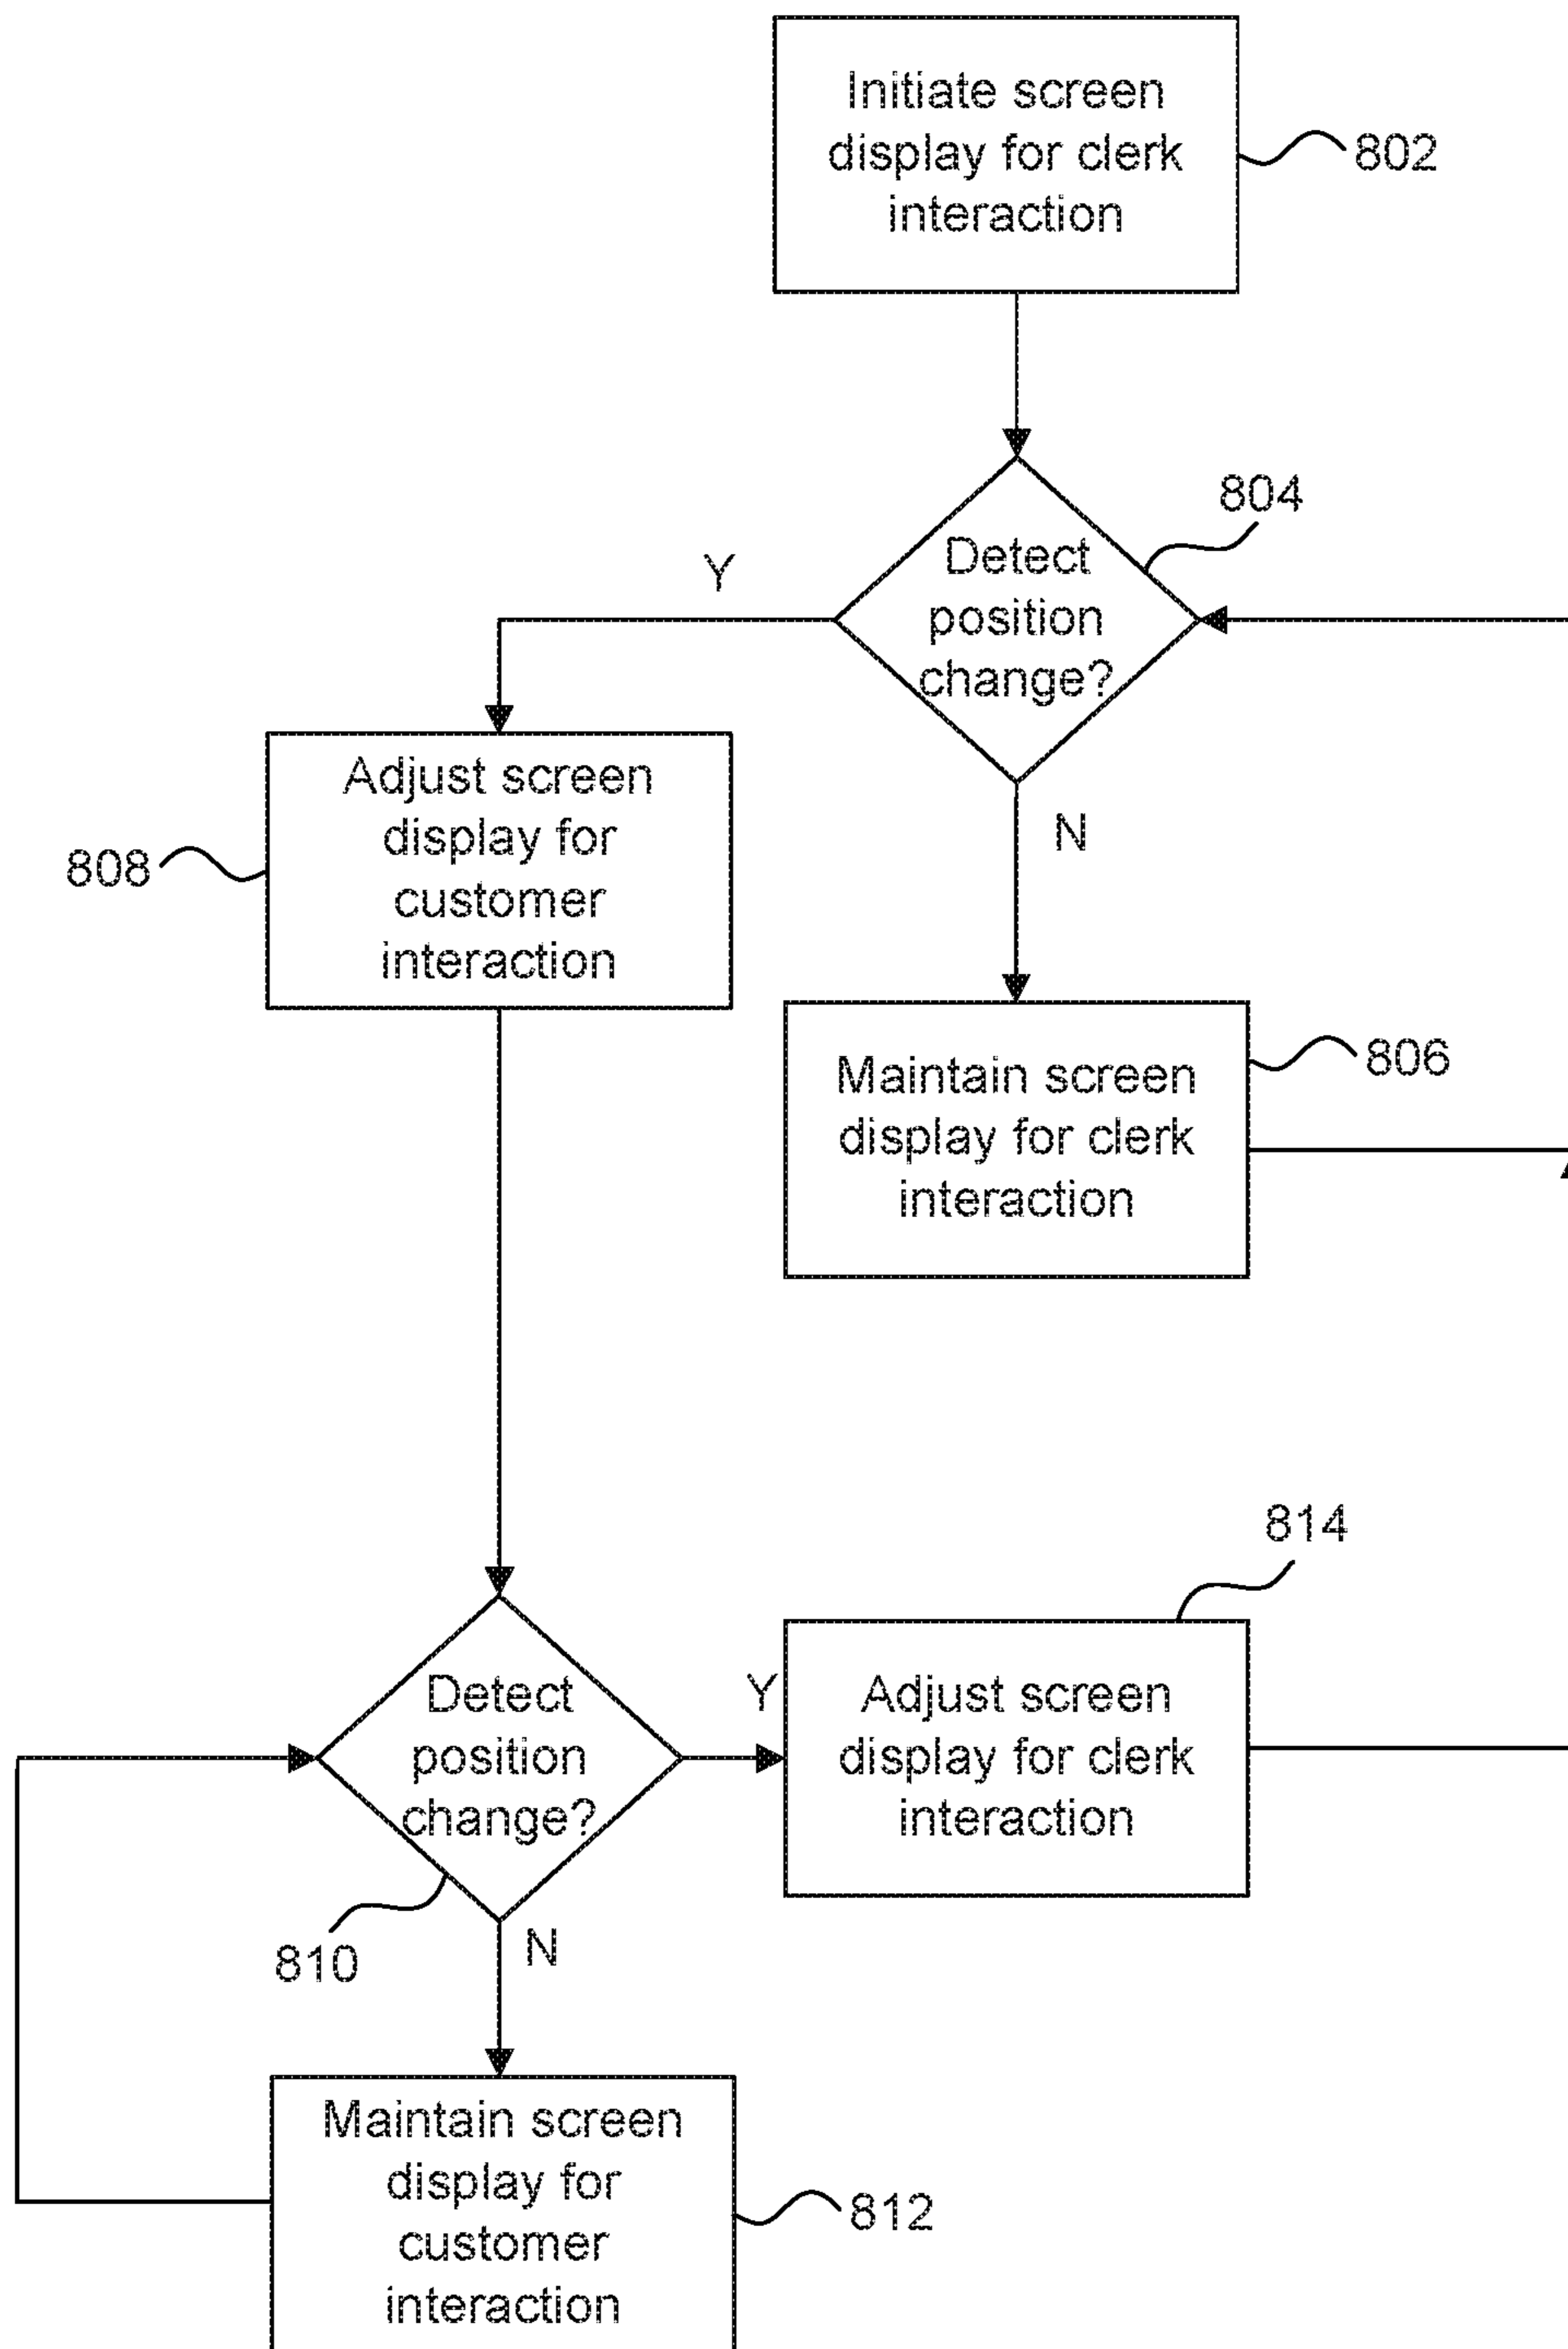 Initiate screen
display for clerk
interaction
802
804
Detect
position
change?
Y
N
Adjust screen
display for
customer
interaction
808
806
Maintain screen
display for clerk
interaction
814
Detect
position
change?
Y
Adjust screen
display for clerk
interaction
810
N
Maintain screen
display for
customer
interaction
812